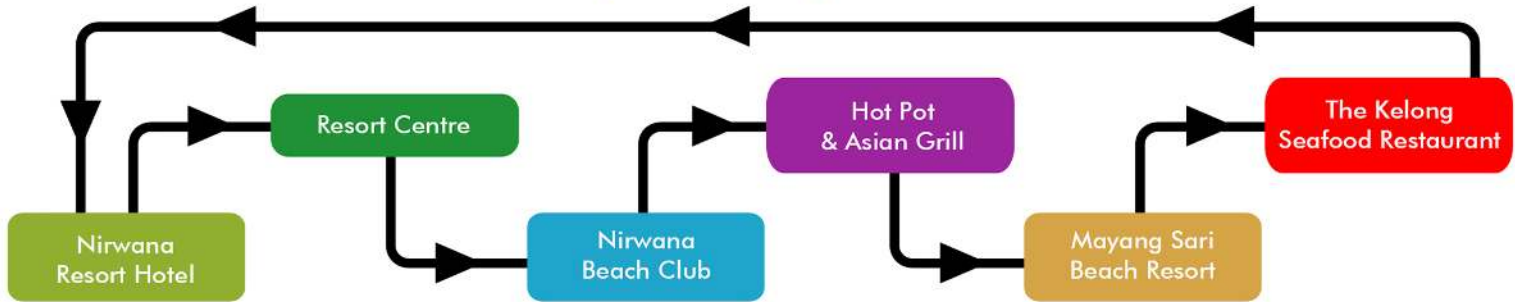 Resort Centre
Hot Pot
& Asian Grill
The Kelong
Seafood Restaurant
Nirwana
Resort Hotel
Nirwana
Beach Club
Mayang Sari
Beach Resort